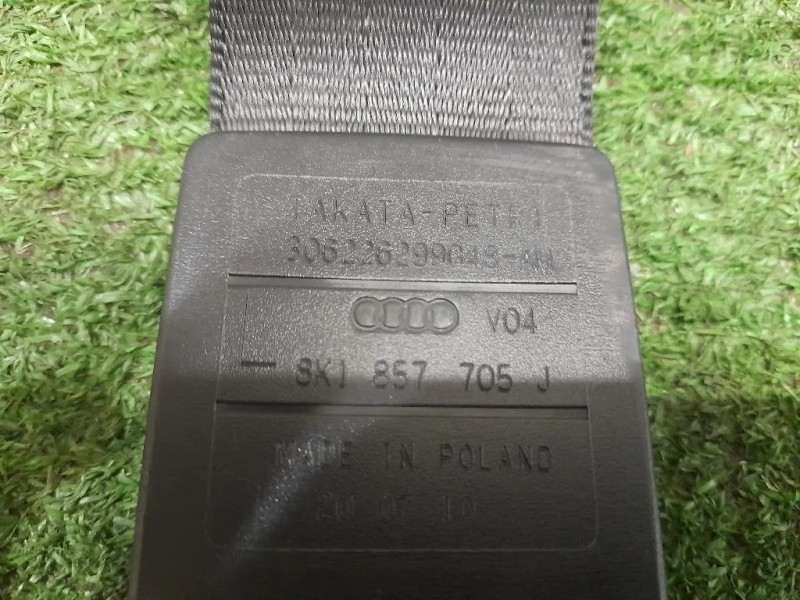 TAKATA-PETRI
306226299048-AA
V04
8K1 857 705 J
MADE IN POLAND
20 07 10